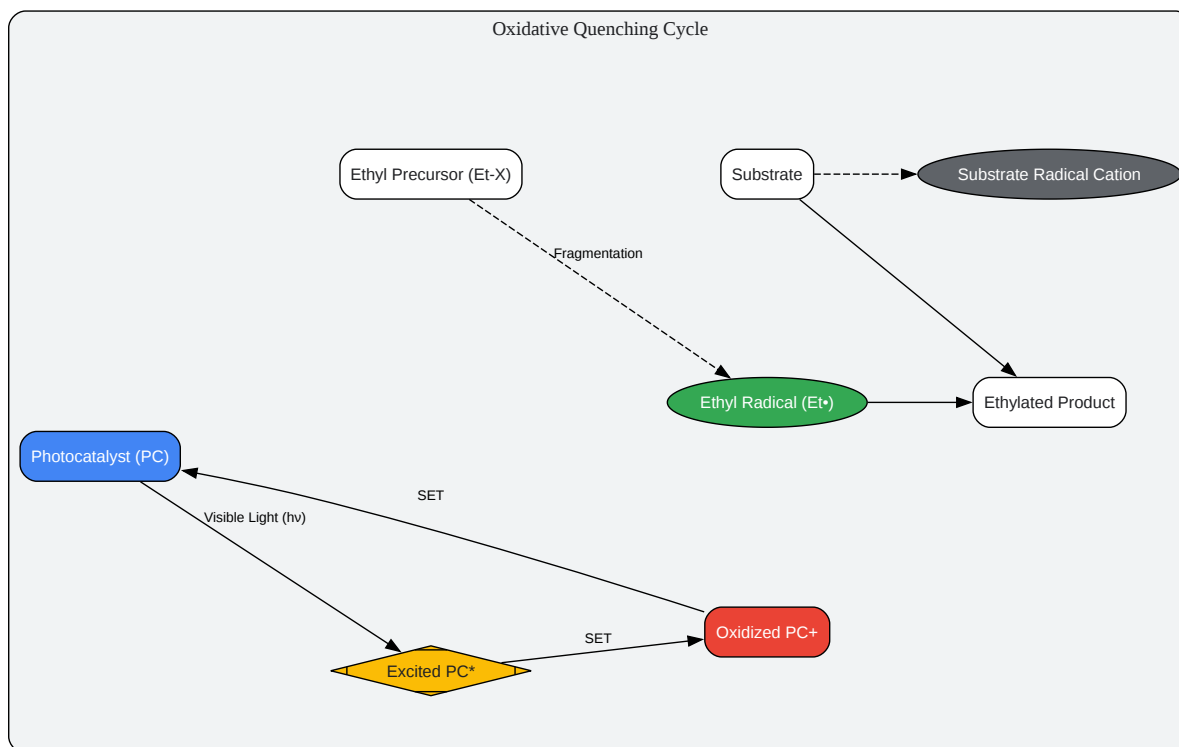 Oxidative Quenching Cycle
Ethyl Precursor (Et-X)
Substrate
Substrate Radical Cation
Fragmentation
Ethyl Radical (Et•)
Ethylated Product
Photocatalyst (PC)
SET
Visible Light (hν)
Oxidized PC+
SET
Excited PC*